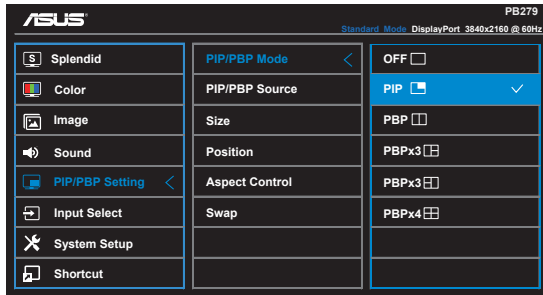 ASUS
PB279
Standard Mode DisplayPort 3840x2160 @ 60Hz
S Splendid
Color
Image
Sound
PIP/PBP Setting
Input Select
System Setup
Shortcut
PIP/PBP Mode
PIP/PBP Source
Size
Position
Aspect Control
Swap
OFF
PIP
PBP
PBPx3
PBPx3
PBPx4